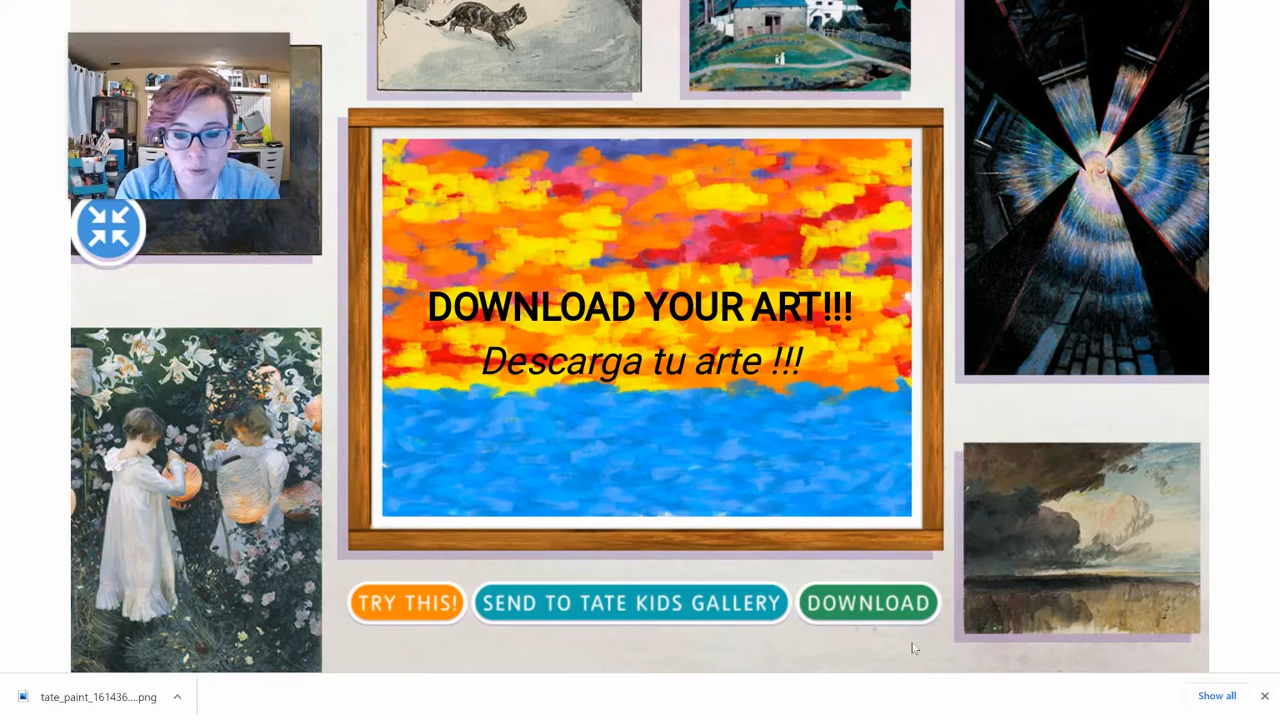 DOWNLOAD YOUR ART!!!
Descarga tu arte !!!
TRY THIS!
SEND TO TATE KIDS GALLERY
DOWNLOAD
tate_paint_161436....png
Show all